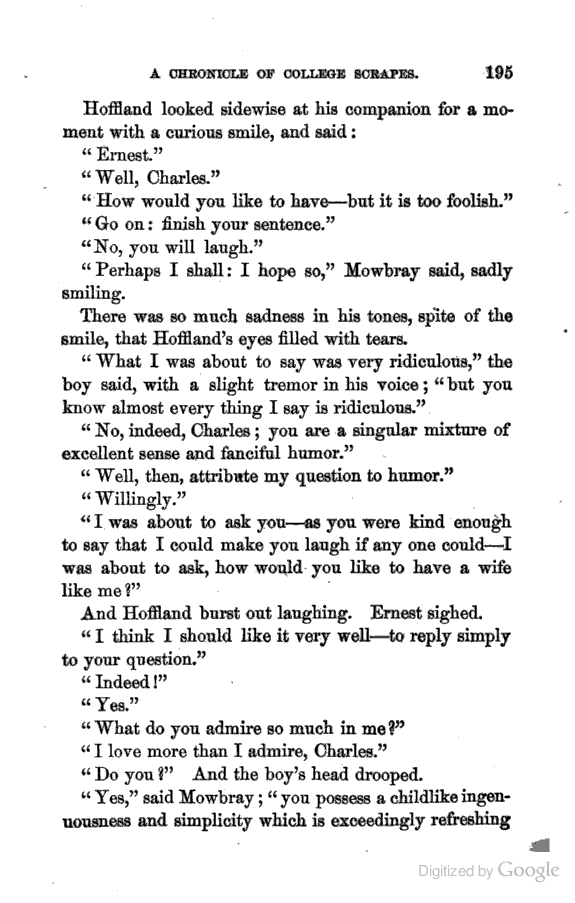 A CHRONICLE OF COLLEGE SCRAPES. 195
Hoffland looked sidewise at his companion for a mo-
ment with a curious smile, and said:
“Ernest.”
“Well, Charles.”
“How would you like to have—but it is too foolish.”
“Go on: finish your sentence.”
“No, you will laugh.”
“Perhaps I shall: I hope so,” Mowbray said, sadly
smiling.
There was so much sadness in his tones, spite of the
smile, that Hoffland’s eyes filled with tears.
“What I was about to say was very ridiculous,” the
boy said, with a slight tremor in his voice; “but you
know almost every thing I say is ridiculous.”
“No, indeed, Charles; you are a singular mixture of
excellent sense and fanciful humor.”
“Well, then, attribute my question to humor.”
“Willingly.”
“I was about to ask you—as you were kind enough
to say that I could make you laugh if any one could—I
was about to ask, how would you like to have a wife
like me?”
And Hoffland burst out laughing. Ernest sighed.
“I think I should like it very well—to reply simply
to your question.”
“Indeed!”
“Yes.”
“What do you admire so much in me?”
“I love more than I admire, Charles.”
“Do you?” And the boy’s head drooped.
“Yes,” said Mowbray; “you possess a childlike ingen-
uousness and simplicity which is exceedingly refreshing
Digitized by Google